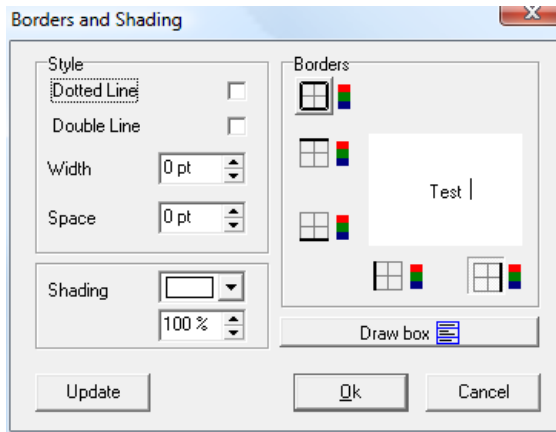 Borders and Shading
x
Style
Dotted Line
Double Line
Width
0 pt
Space
0 pt
Shading
100 %
Borders
Test
Draw box
Update
Ok
Cancel